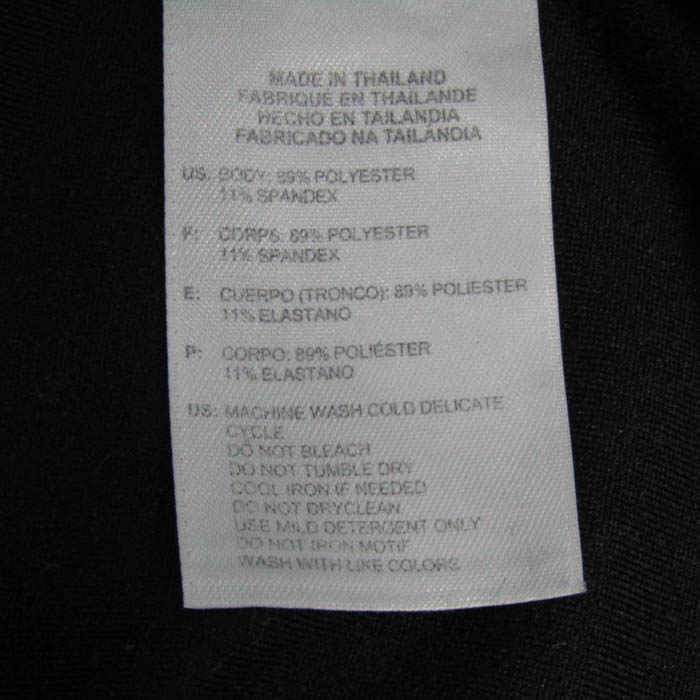 MADE IN THAILAND
FABRIQUE EN THAILANDE
HECHO EN TAILANDIA
FABRICADO NA TAILÂNDIA
US: BODY: 89% POLYESTER
11% SPANDEX
F: CORPS: 89% POLYESTER
11% SPANDEX
E: CUERPO (TRONCO): 89% POLIESTER
11% ELASTANO
P: CORPO: 89% POLIÉSTER
11% ELASTANO
US: MACHINE WASH COLD DELICATE
CYCLE
DO NOT BLEACH
DO NOT TUMBLE DRY
COOL IRON IF NEEDED
DO NOT DRYCLEAN
USE MILD DETERGENT ONLY
DO NOT IRON MOTIF
WASH WITH LIKE COLORS